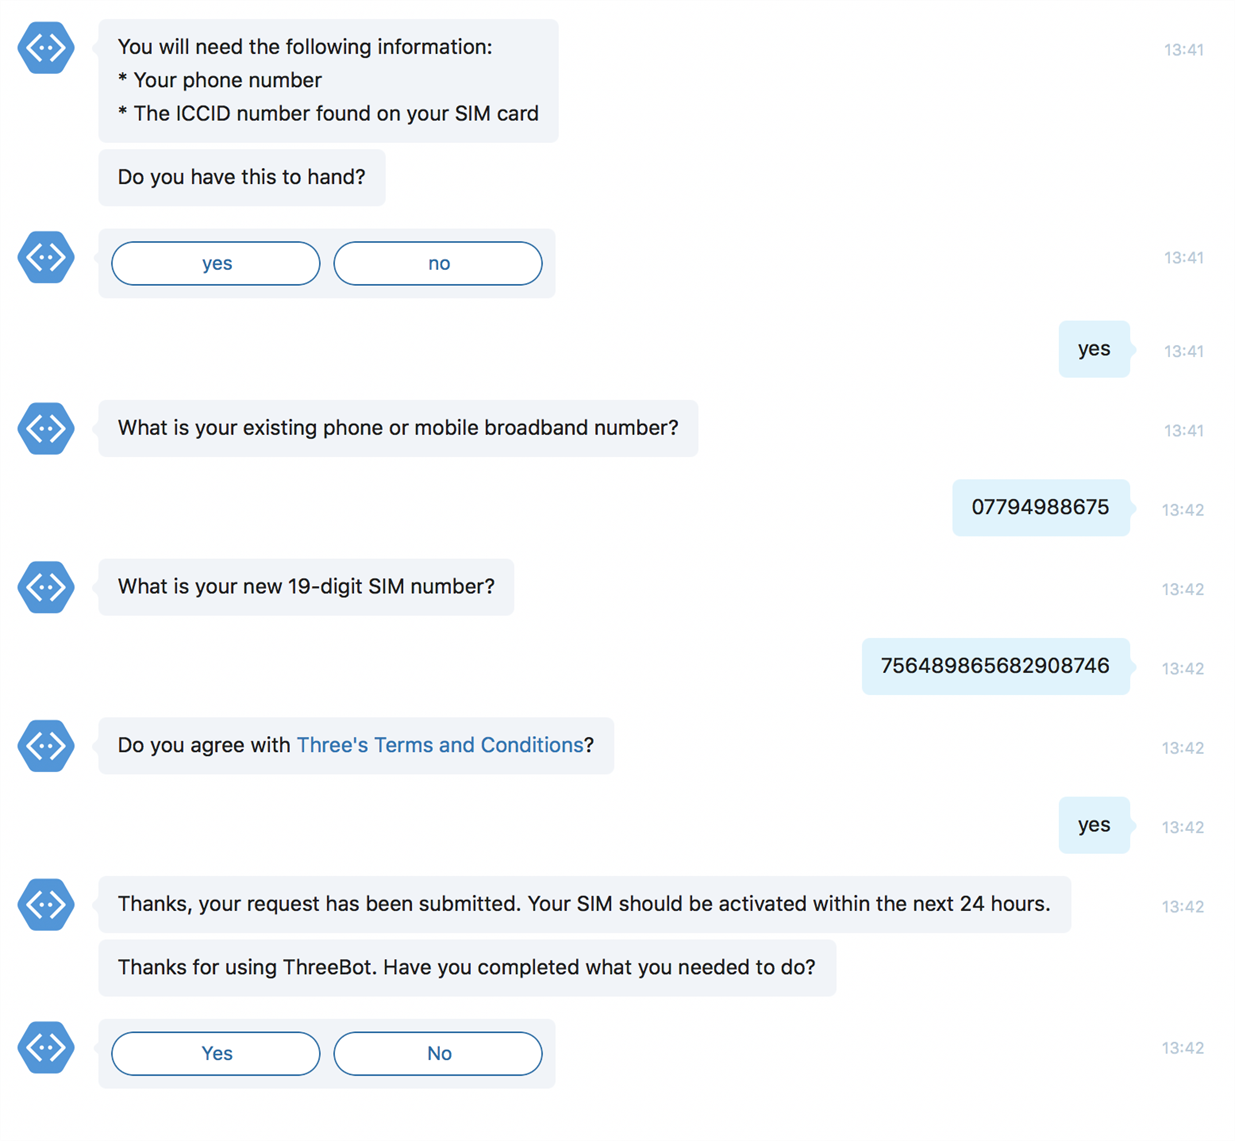 You will need the following information:
13:41
* Your phone number
* The ICCID number found on your SIM card
Do you have this to hand?
yes
no
13:41
yes
13:41
What is your existing phone or mobile broadband number?
13:41
07794988675
13:42
What is your new 19-digit SIM number?
13:42
756489865682908746
13:42
Do you agree with Three's Terms and Conditions?
13:42
yes
13:42
Thanks, your request has been submitted. Your SIM should be activated within the next 24 hours.
13:42
Thanks for using ThreeBot. Have you completed what you needed to do?
Yes
No
13:42